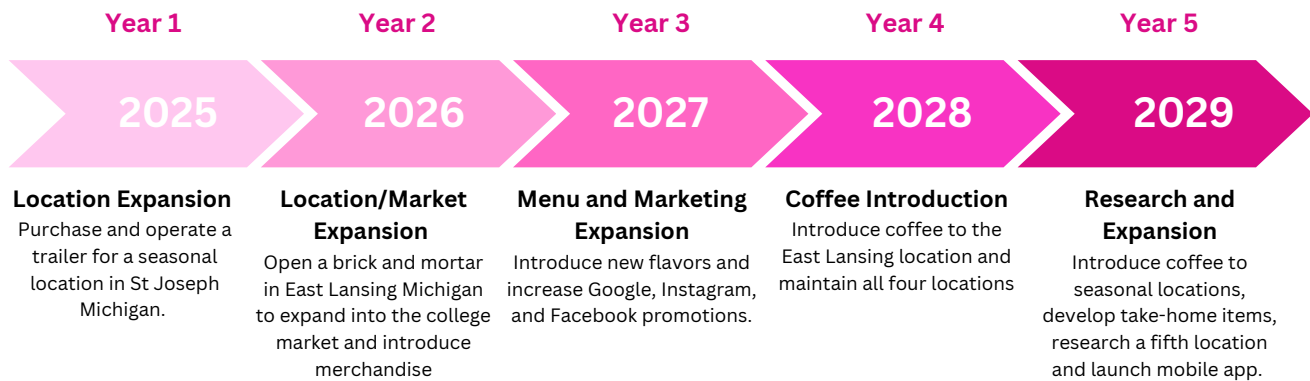 Year 1
Year 2
Year 3
Year 4
Year 5
2025
2026
2027
2028
2029
Location Expansion
Purchase and operate a
trailer for a seasonal
location in St Joseph
Michigan.
Location/Market
Expansion
Open a brick and mortar
in East Lansing Michigan
to expand into the college
market and introduce
merchandise
Menu and Marketing
Expansion
Introduce new flavors and
increase Google, Instagram,
and Facebook promotions.
Coffee Introduction
Introduce coffee to the
East Lansing location and
maintain all four locations
Research and
Expansion
Introduce coffee to
seasonal locations,
develop take-home items,
research a fifth location
and launch mobile app.